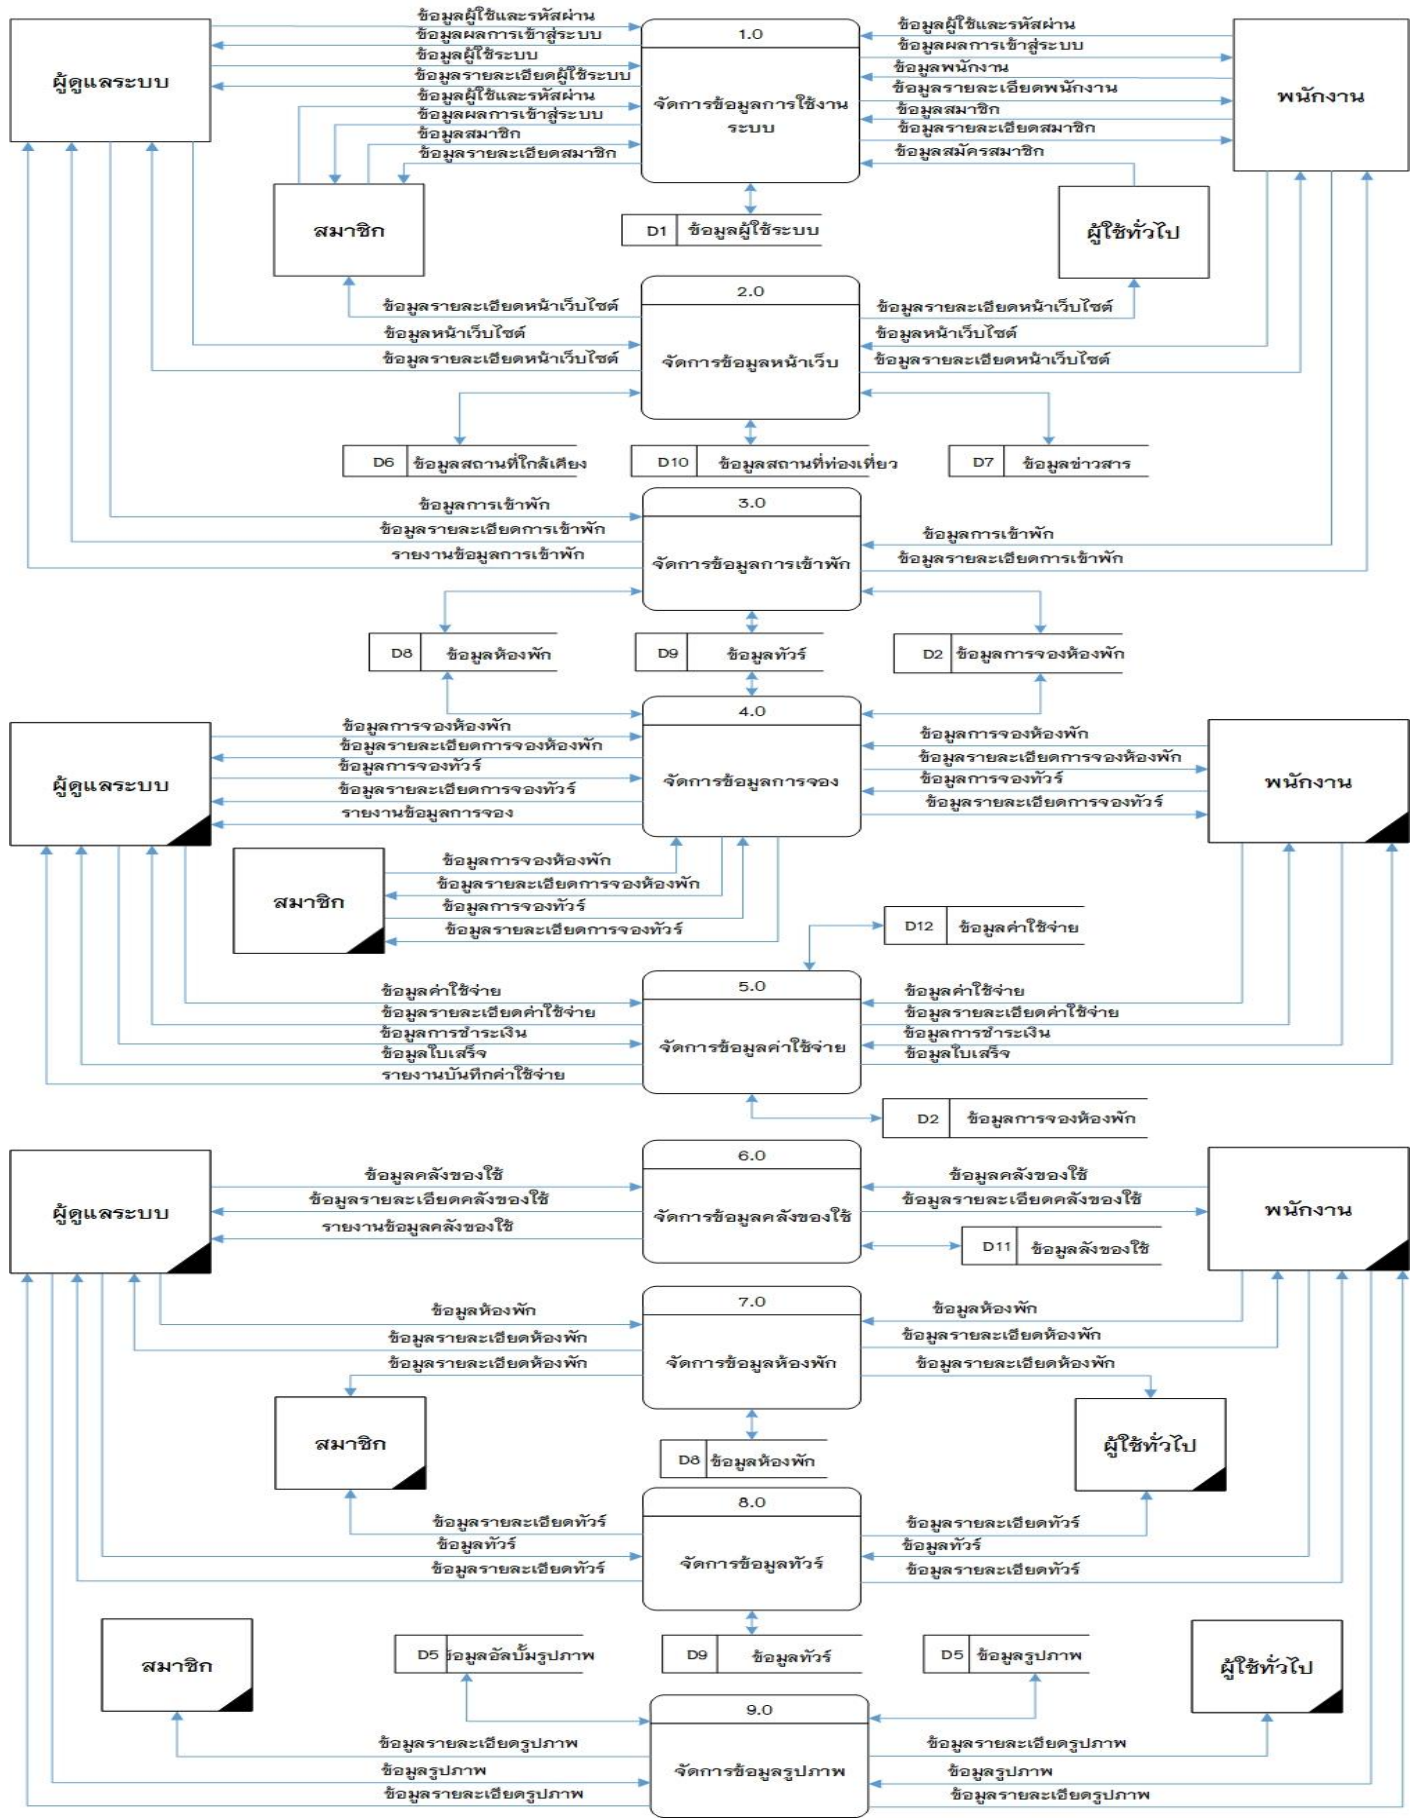 ข้อมูลผู้ใช้และรหัสผ่าน
ข้อมูลผลการเข้าสู่ระบบ
ข้อมูลผู้ใช้ระบบ
ข้อมูลรายละเอียดผู้ใช้ระบบ
ข้อมูลผู้ใช้และรหัสผ่าน
ข้อมูลผลการเข้าสู่ระบบ
ข้อมูลสมาชิก
ข้อมูลรายละเอียดสมาชิก
ผู้ดูแลระบบ
1.0
จัดการข้อมูลการใช้งาน
ระบบ
ข้อมูลผู้ใช้และรหัสผ่าน
ข้อมูลผลการเข้าสู่ระบบ
ข้อมูลพนักงาน
ข้อมูลรายละเอียดพนักงาน
ข้อมูลสมาชิก
ข้อมูลรายละเอียดสมาชิก
ข้อมูลสมัครสมาชิก
พนักงาน
สมาชิก
D1 ข้อมูลผู้ใช้ระบบ
ผู้ใช้ทั่วไป
2.0
จัดการข้อมูลหน้าเว็บ
ข้อมูลรายละเอียดหน้าเว็บไซต์
ข้อมูลหน้าเว็บไซต์
ข้อมูลรายละเอียดหน้าเว็บไซต์
ข้อมูลรายละเอียดหน้าเว็บไซต์
ข้อมูลหน้าเว็บไซต์
ข้อมูลรายละเอียดหน้าเว็บไซต์
D6 ข้อมูลสถานที่ใกล้เคียง
D10 ข้อมูลสถานที่ท่องเที่ยว
D7 ข้อมูลข่าวสาร
3.0
จัดการข้อมูลการเข้าพัก
ข้อมูลการเข้าพัก
ข้อมูลรายละเอียดการเข้าพัก
รายงานข้อมูลการเข้าพัก
ข้อมูลการเข้าพัก
ข้อมูลรายละเอียดการเข้าพัก
D8 ข้อมูลห้องพัก
D9 ข้อมูลทัวร์
D2 ข้อมูลการจองห้องพัก
ผู้ดูแลระบบ
ข้อมูลการจองห้องพัก
ข้อมูลรายละเอียดการจองห้องพัก
ข้อมูลการจองทัวร์
ข้อมูลรายละเอียดการจองทัวร์
รายงานข้อมูลการจอง
4.0
จัดการข้อมูลการจอง
ข้อมูลการจองห้องพัก
ข้อมูลรายละเอียดการจองห้องพัก
ข้อมูลการจองทัวร์
ข้อมูลรายละเอียดการจองทัวร์
พนักงาน
สมาชิก
ข้อมูลการจองห้องพัก
ข้อมูลรายละเอียดการจองห้องพัก
ข้อมูลการจองทัวร์
ข้อมูลรายละเอียดการจองทัวร์
D12 ข้อมูลค่าใช้จ่าย
5.0
จัดการข้อมูลค่าใช้จ่าย
ข้อมูลค่าใช้จ่าย
ข้อมูลรายละเอียดค่าใช้จ่าย
ข้อมูลการชำระเงิน
ข้อมูลใบเสร็จ
รายงานบันทึกค่าใช้จ่าย
ข้อมูลค่าใช้จ่าย
ข้อมูลรายละเอียดค่าใช้จ่าย
ข้อมูลการชำระเงิน
ข้อมูลใบเสร็จ
D2 ข้อมูลการจองห้องพัก
ผู้ดูแลระบบ
ข้อมูลคลังของใช้
ข้อมูลรายละเอียดคลังของใช้
รายงานข้อมูลคลังของใช้
6.0
จัดการข้อมูลคลังของใช้
ข้อมูลคลังของใช้
ข้อมูลรายละเอียดคลังของใช้
D11 ข้อมูลลังของใช้
พนักงาน
7.0
จัดการข้อมูลห้องพัก
ข้อมูลห้องพัก
ข้อมูลรายละเอียดห้องพัก
ข้อมูลรายละเอียดห้องพัก
ข้อมูลห้องพัก
ข้อมูลรายละเอียดห้องพัก
ข้อมูลรายละเอียดห้องพัก
สมาชิก
D8 ข้อมูลห้องพัก
ผู้ใช้ทั่วไป
8.0
จัดการข้อมูลทัวร์
ข้อมูลรายละเอียดทัวร์
ข้อมูลทัวร์
ข้อมูลรายละเอียดทัวร์
ข้อมูลรายละเอียดทัวร์
ข้อมูลทัวร์
ข้อมูลรายละเอียดทัวร์
สมาชิก
D5 ข้อมูลอัลบั้มรูปภาพ
D9 ข้อมูลทัวร์
D5 ข้อมูลรูปภาพ
ผู้ใช้ทั่วไป
9.0
จัดการข้อมูลรูปภาพ
ข้อมูลรายละเอียดรูปภาพ
ข้อมูลรูปภาพ
ข้อมูลรายละเอียดรูปภาพ
ข้อมูลรายละเอียดรูปภาพ
ข้อมูลรูปภาพ
ข้อมูลรายละเอียดรูปภาพ